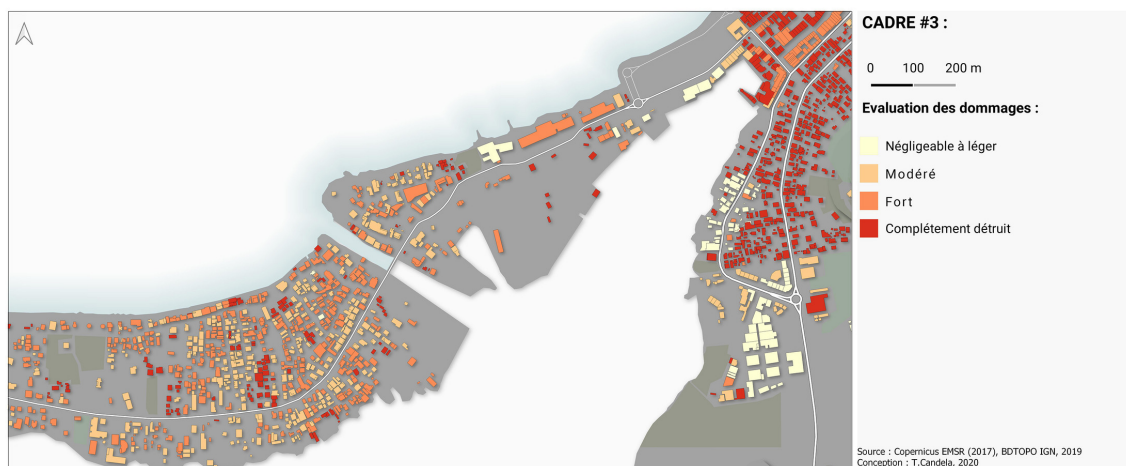 CADRE #3 :
0 100 200 m
Evaluation des dommages :
Négligeable à léger
Modéré
Fort
Complétement détruit
Source : Copernicus EMSR (2017), BDTOPO IGN, 2019
Conception : T.Candela. 2020